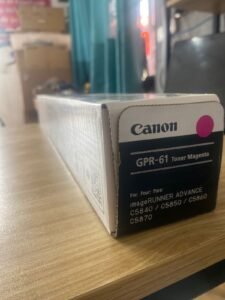 Canon
GPR-61 Toner Magenta
For: Pour: Para:
imageRUNNER ADVANCE
C5840 / C5850 / C5860
C5870